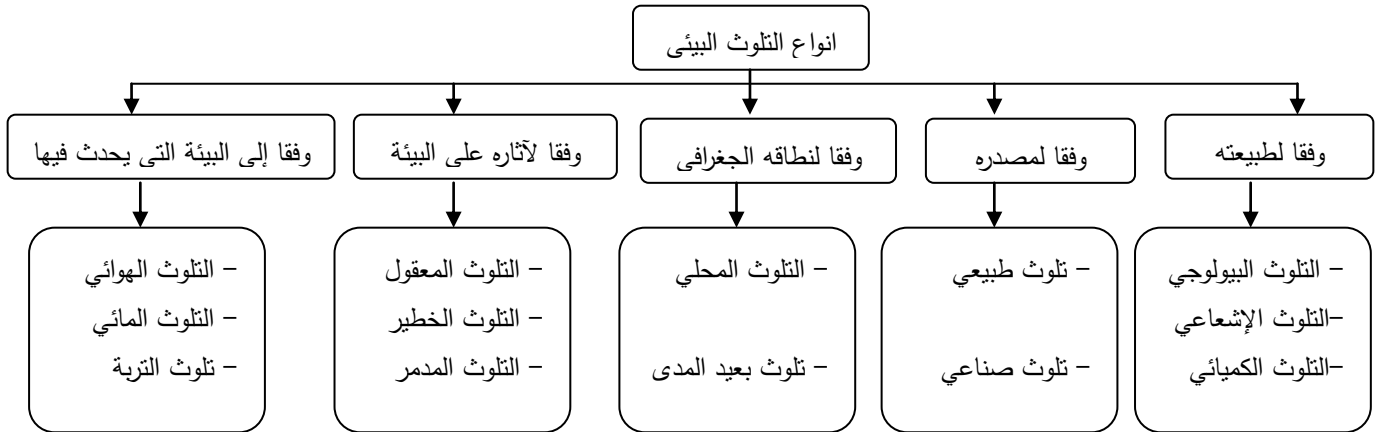 انواع التلوث البيئى
وفقا لطبيعته
وفقا لمصدره
وفقا لنطاقه الجغرافى
وفقا لآثاره على البيئة
وفقا إلى البيئة التى يحدث فيها
- التلوث البيولوجي
-التلوث الإشعاعي
-التلوث الكميائي
- تلوث طبيعي
- تلوث صناعي
- التلوث المحلي
- تلوث بعيد المدى
- التلوث المعقول
- التلوث الخطير
- التلوث المدمر
- التلوث الهوائي
- التلوث المائي
- تلوث التربة